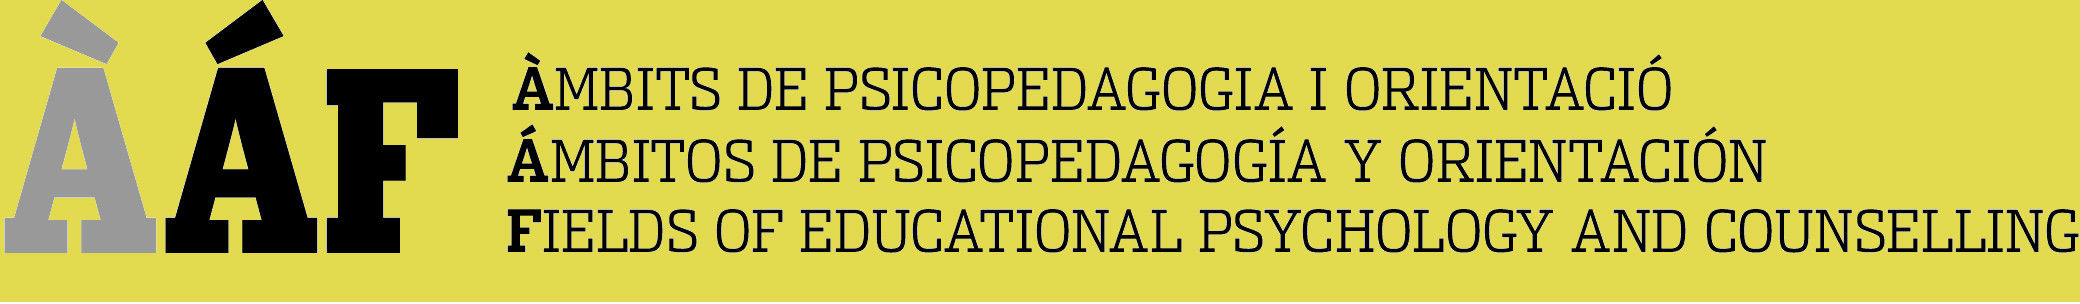 ÀÁF
ÀMBITS DE PSICOPEDAGOGIA I ORIENTACIÓ
ÁMBITOS DE PSICOPEDAGOGÍA Y ORIENTACIÓN
FIELDS OF EDUCATIONAL PSYCHOLOGY AND COUNSELLING